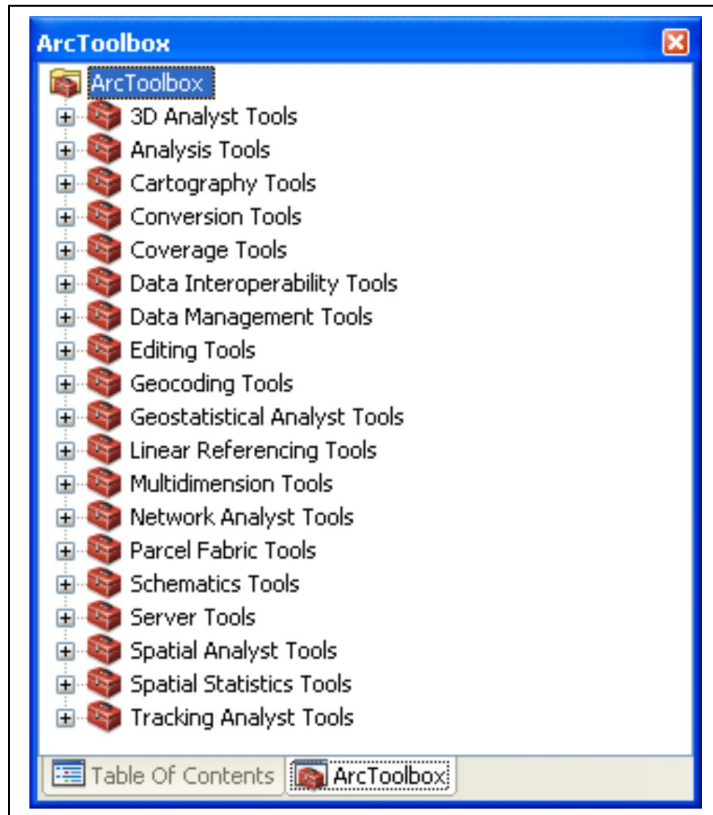 ArcToolbox
ArcToolbox
3D Analyst Tools
Analysis Tools
Cartography Tools
Conversion Tools
Coverage Tools
Data Interoperability Tools
Data Management Tools
Editing Tools
Geocoding Tools
Geostatistical Analyst Tools
Linear Referencing Tools
Multidimension Tools
Network Analyst Tools
Parcel Fabric Tools
Schematics Tools
Server Tools
Spatial Analyst Tools
Spatial Statistics Tools
Tracking Analyst Tools
Table Of Contents ArcToolbox